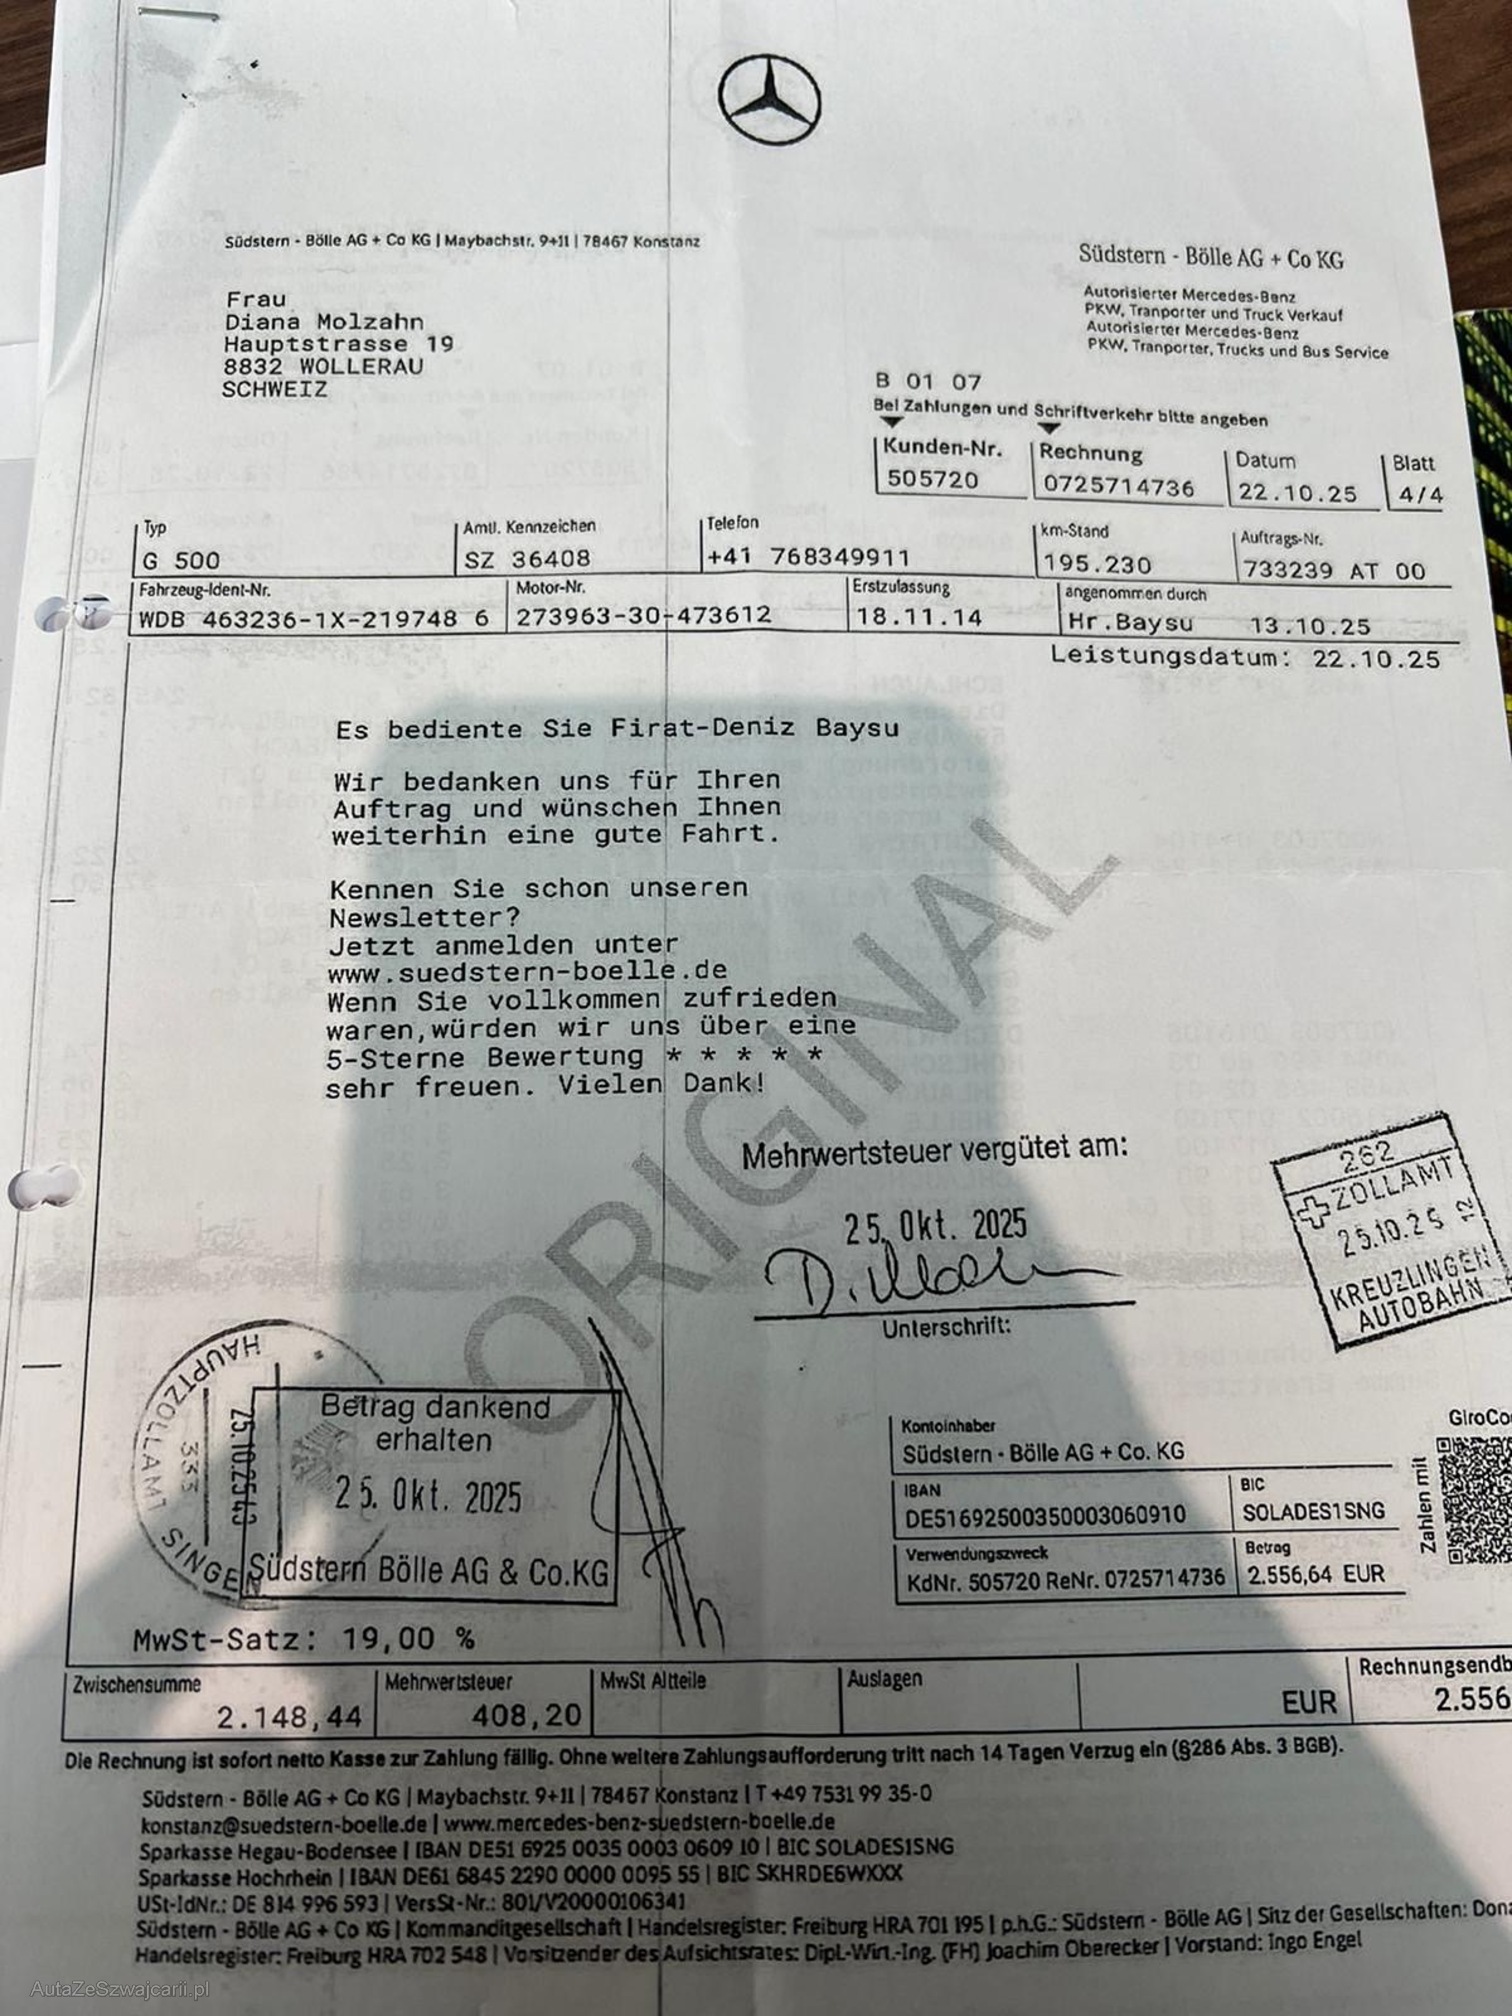 Südstern - Bölle AG + Co KG | Maybachstr. 9+11 | 78467 Konstanz
Südstern - Bölle AG + Co KG
Autorisierter Mercedes-Benz
PKW, Tranporter und Truck Verkauf
Autorisierter Mercedes-Benz
PKW, Tranporter, Trucks und Bus Service
Frau
Diana Molzahn
Hauptstrasse 19
8832 WOLLERAU
SCHWEIZ
B 01 07
Bei Zahlungen und Schriftverkehr bitte angeben
Kunden-Nr. Rechnung Datum Blatt
505720 0725714736 22.10.25 4/4
Typ Amtl. Kennzeichen Telefon km-Stand Auftrags-Nr.
G 500 SZ 36408 +41 768349911 195.230 733239 AT 00
Fahrzeug-Ident-Nr. Motor-Nr. Erstzulassung angenommen durch
WDB 463236-1X-219748 6 273963-30-473612 18.11.14 Hr.Baysu 13.10.25
Leistungsdatum: 22.10.25
Es bediente Sie Firat-Deniz Baysu
Wir bedanken uns für Ihren
Auftrag und wünschen Ihnen
weiterhin eine gute Fahrt.
Kennen Sie schon unseren
Newsletter?
Jetzt anmelden unter
www.suedstern-boelle.de
Wenn Sie vollkommen zufrieden
waren,würden wir uns über eine
5-Sterne Bewertung * * * * *
sehr freuen. Vielen Dank!
ORIGINAL
Mehrwertsteuer vergütet am:
25. Okt. 2025
Unterschrift:
262
ZOLLAMT
25.10.25 12
KREUZLINGEN
AUTOBAHN
HAUPTZOLLAMT SINGEN
333
25.10.25
Betrag dankend
erhalten
25. Okt. 2025
Südstern Bölle AG & Co.KG
GiroCo
Zahlen mit
Kontoinhaber
Südstern - Bölle AG + Co. KG
IBAN BIC
DE51692500350003060910 SOLADES1SNG
Verwendungszweck Betrag
KdNr. 505720 ReNr. 0725714736 2.556,64 EUR
MwSt-Satz: 19,00 %
Zwischensumme Mehrwertsteuer MwSt Altteile Auslagen Rechnungsendb
2.148,44 408,20 EUR 2.556
Die Rechnung ist sofort netto Kasse zur Zahlung fällig. Ohne weitere Zahlungsaufforderung tritt nach 14 Tagen Verzug ein (§286 Abs. 3 BGB).
Südstern - Bölle AG + Co KG | Maybachstr. 9+11 | 78467 Konstanz | T +49 7531 99 35-0
konstanz@suedstern-boelle.de | www.mercedes-benz-suedstern-boelle.de
Sparkasse Hegau-Bodensee | IBAN DE51 6925 0035 0003 0609 10 | BIC SOLADES1SNG
Sparkasse Hochrhein | IBAN DE61 6845 2290 0000 0095 55 | BIC SKHRDE6WXXX
USt-IdNr.: DE 814 996 593 | VersSt-Nr.: 801/V20000106341
Südstern - Bölle AG + Co KG | Kommanditgesellschaft | Handelsregister: Freiburg HRA 701 195 | p.h.G.: Südstern - Bölle AG | Sitz der Gesellschaften: Dona
Handelsregister: Freiburg HRA 702 548 | Vorsitzender des Aufsichtsrates: Dipl.-Wirt.-Ing. (FH) Joachim Oberecker | Vorstand: Ingo Engel
AutaZeSzwajcarii.pl